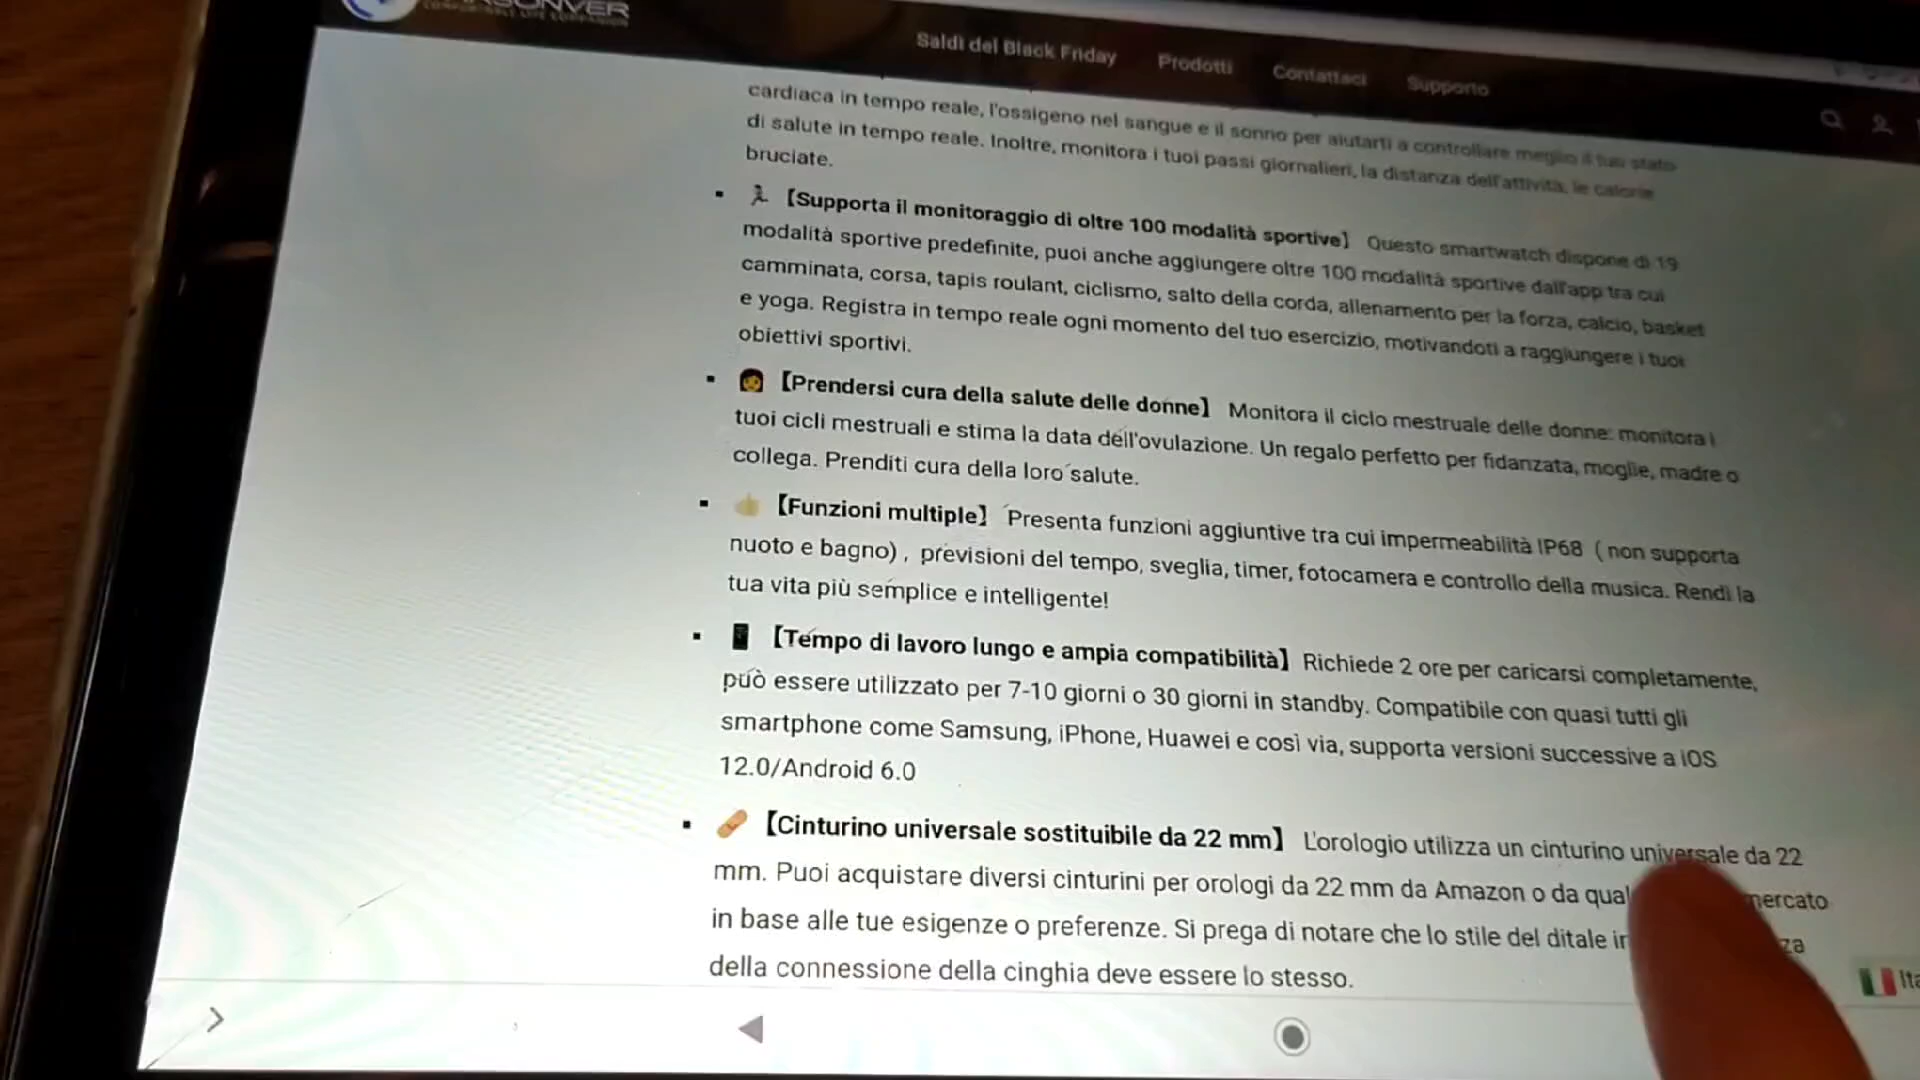 COMFORTABLE LIFE COMPANION
Saldi del Black Friday Prodotti Contattaci Supporto
cardiaca in tempo reale, l'ossigeno nel sangue e il sonno per aiutarti a controllare meglio il tuo stato
di salute in tempo reale. Inoltre, monitora i tuoi passi giornalieri, la distanza dell'attività, le calorie
bruciate.
【Supporta il monitoraggio di oltre 100 modalità sportive】 Questo smartwatch dispone di 19
modalità sportive predefinite, puoi anche aggiungere oltre 100 modalità sportive dall'app tra cui
camminata, corsa, tapis roulant, ciclismo, salto della corda, allenamento per la forza, calcio, basket
e yoga. Registra in tempo reale ogni momento del tuo esercizio, motivandoti a raggiungere i tuoi
obiettivi sportivi.
【Prendersi cura della salute delle donne】 Monitora il ciclo mestruale delle donne: monitora i
tuoi cicli mestruali e stima la data dell'ovulazione. Un regalo perfetto per fidanzata, moglie, madre o
collega. Prenditi cura della loro salute.
【Funzioni multiple】 Presenta funzioni aggiuntive tra cui impermeabilità IP68 ( non supporta
nuoto e bagno) , previsioni del tempo, sveglia, timer, fotocamera e controllo della musica. Rendi la
tua vita più semplice e intelligente!
【Tempo di lavoro lungo e ampia compatibilità】 Richiede 2 ore per caricarsi completamente,
può essere utilizzato per 7-10 giorni o 30 giorni in standby. Compatibile con quasi tutti gli
smartphone come Samsung, iPhone, Huawei e così via, supporta versioni successive a iOS
12.0/Android 6.0
【Cinturino universale sostituibile da 22 mm】 L'orologio utilizza un cinturino universale da 22
mm. Puoi acquistare diversi cinturini per orologi da 22 mm da Amazon o da qual mercato
in base alle tue esigenze o preferenze. Si prega di notare che lo stile del ditale in za
della connessione della cinghia deve essere lo stesso.
Ita